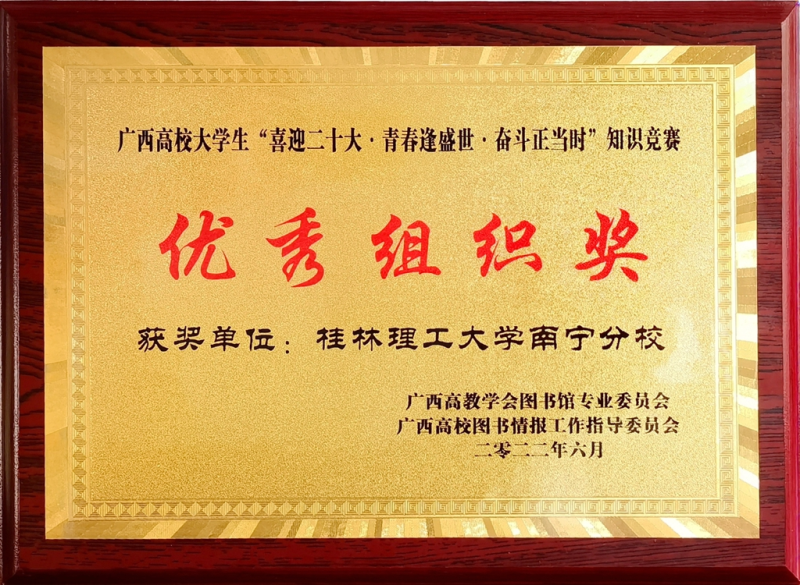 广西高校大学生“喜迎二十大·青春逢盛世·奋斗正当时”知识竞赛
优秀组织奖
获奖单位：桂林理工大学南宁分校
广西高教学会图书馆专业委员会
广西高校图书情报工作指导委员会
二零二二年六月